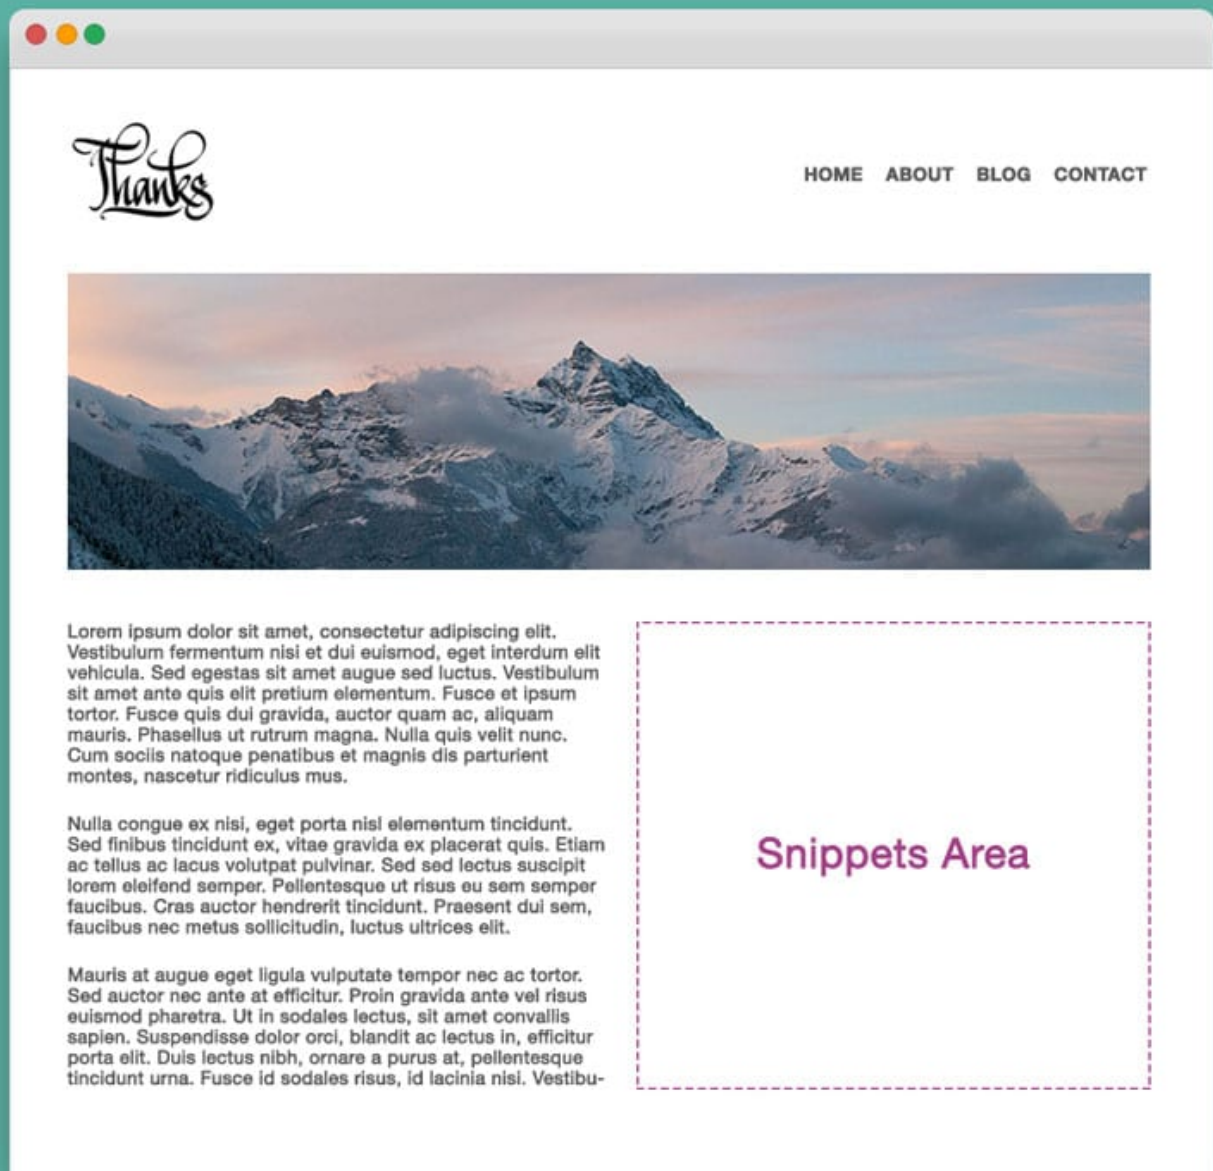 Thanks
HOME ABOUT BLOG CONTACT
Lorem ipsum dolor sit amet, consectetur adipiscing elit.
Vestibulum fermentum nisi et dui euismod, eget interdum elit
vehicula. Sed egestas sit amet augue sed luctus. Vestibulum
sit amet ante quis elit pretium elementum. Fusce et ipsum
tortor. Fusce quis dui gravida, auctor quam ac, aliquam
mauris. Phasellus ut rutrum magna. Nulla quis velit nunc.
Cum sociis natoque penatibus et magnis dis parturient
montes, nascetur ridiculus mus.
Nulla congue ex nisi, eget porta nisl elementum tincidunt.
Sed finibus tincidunt ex, vitae gravida ex placerat quis. Etiam
ac tellus ac lacus volutpat pulvinar. Sed sed lectus suscipit
lorem eleifend semper. Pellentesque ut risus eu sem semper
faucibus. Cras auctor hendrerit tincidunt. Praesent dui sem,
faucibus nec metus sollicitudin, luctus ultrices elit.
Mauris at augue eget ligula vulputate tempor nec ac tortor.
Sed auctor nec ante at efficitur. Proin gravida ante vel risus
euismod pharetra. Ut in sodales lectus, sit amet convallis
sapien. Suspendisse dolor orci, blandit ac lectus in, efficitur
porta elit. Duis lectus nibh, ornare a purus at, pellentesque
tincidunt urna. Fusce id sodales risus, id lacinia nisi. Vestibu-
Snippets Area